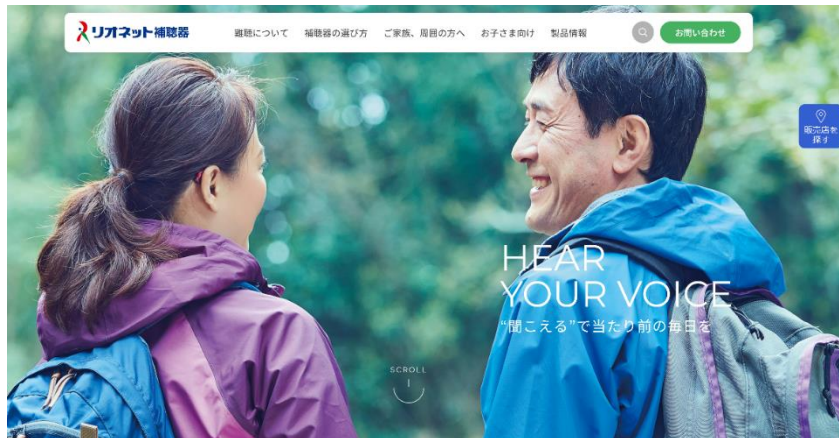 リオネット補聴器
難聴について 補聴器の選び方 ご家族、周囲の方へ お子さま向け 製品情報
お問い合わせ
販売店を
探す
HEAR
YOUR VOICE
“聞こえる”で当たり前の毎日を
SCROLL